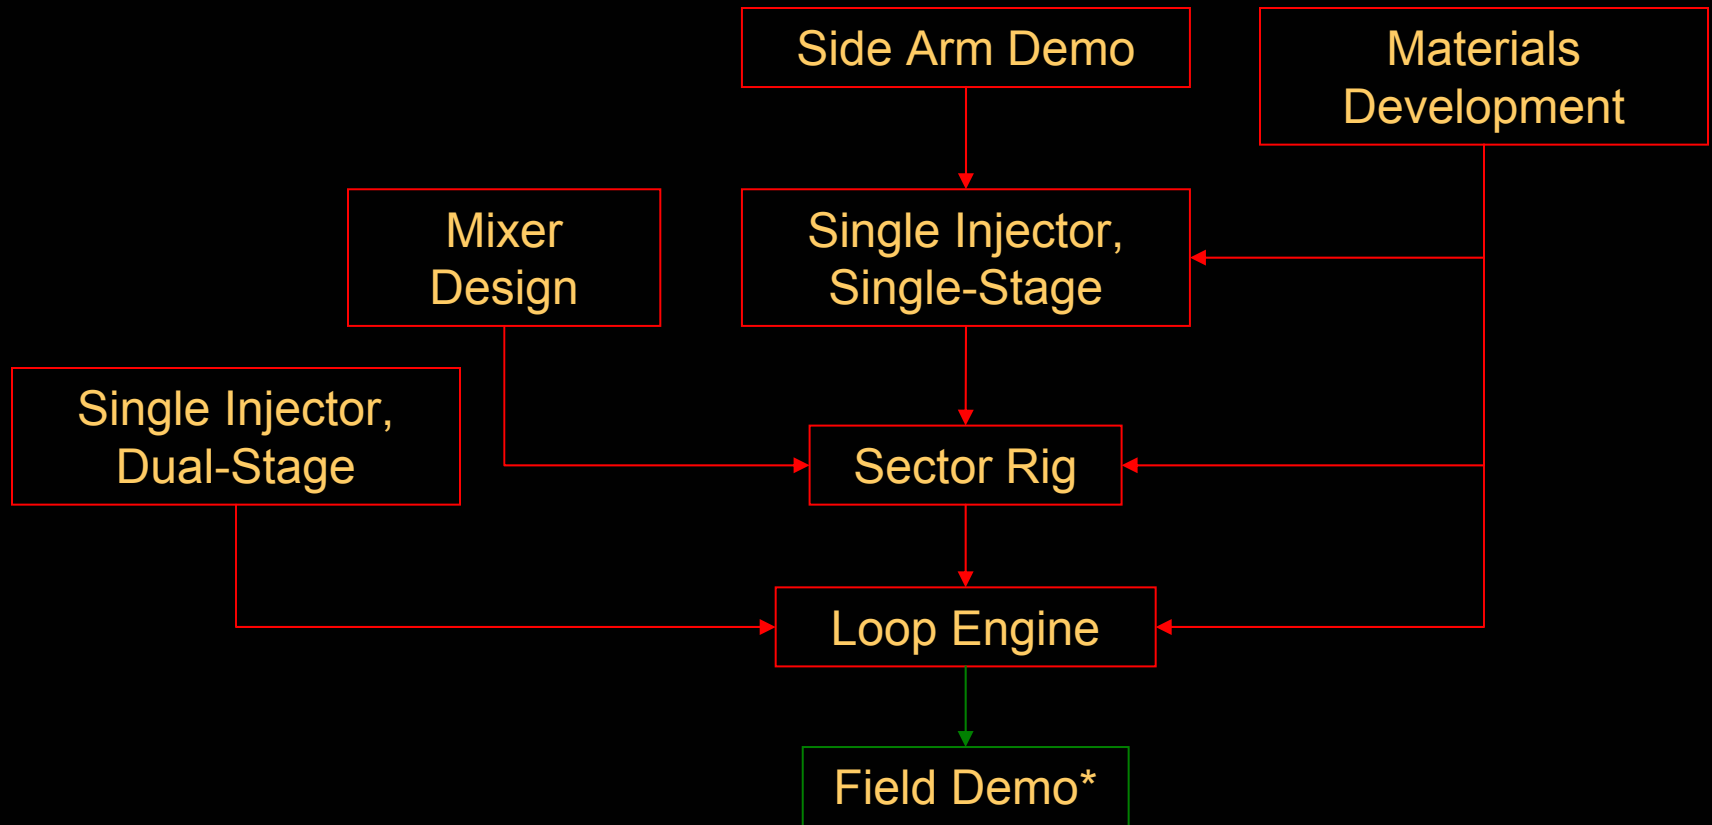 Side Arm Demo
Materials
Development
Mixer
Design
Single Injector,
Single-Stage
Single Injector,
Dual-Stage
Sector Rig
Loop Engine
Field Demo*